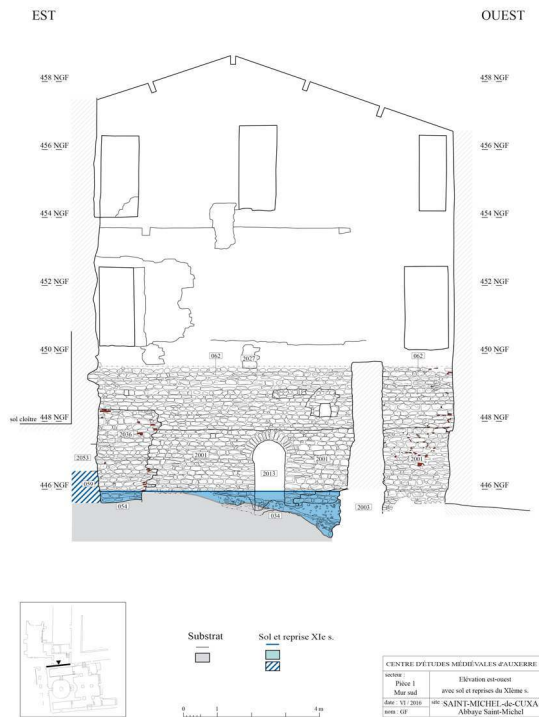 EST OUEST
458 NGF 458 NGF
456 NGF 456 NGF
454 NGF 454 NGF
452 NGF 452 NGF
450 NGF 450 NGF
062 2027 062
sol cloître 448 NGF 448 NGF
2036
2053 2001 2001 2001
2013
446 NGF 446 NGF
059
054 034 2003
Substrat Sol et reprise XIe s.
0 1 4 m
CENTRE D'ÉTUDES MÉDIÉVALES d'AUXERRE
secteur :
Pièce 1
Mur sud
Elévation est-ouest
avec sol et reprises du XIème s.
date : VI / 2016 site : SAINT-MICHEL-de-CUXA
nom : GF Abbaye Saint-Michel